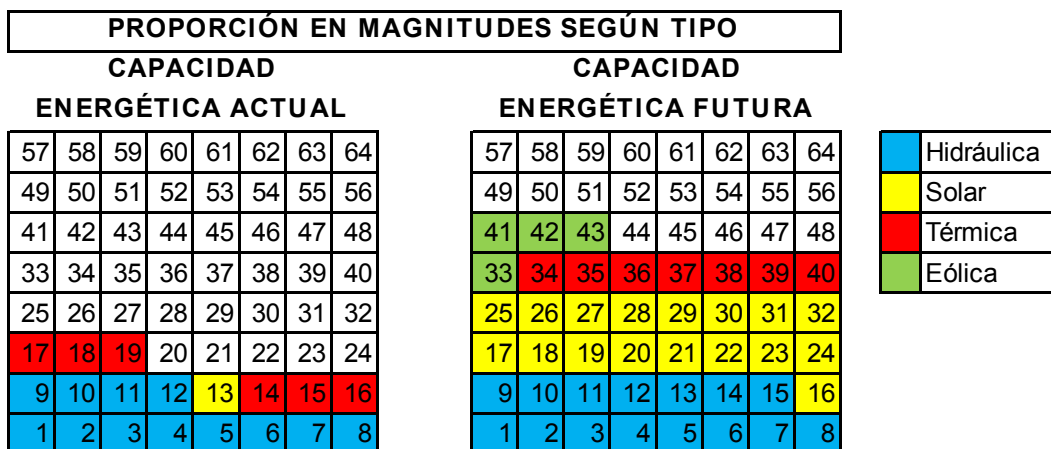 PROPORCIÓN EN MAGNITUDES SEGÚN TIPO
CAPACIDAD
ENERGÉTICA ACTUAL
57 58 59 60 61 62 63 64
49 50 51 52 53 54 55 56
41 42 43 44 45 46 47 48
33 34 35 36 37 38 39 40
25 26 27 28 29 30 31 32
17 18 19 20 21 22 23 24
9 10 11 12 13 14 15 16
1 2 3 4 5 6 7 8
CAPACIDAD
ENERGÉTICA FUTURA
57 58 59 60 61 62 63 64
49 50 51 52 53 54 55 56
41 42 43 44 45 46 47 48
33 34 35 36 37 38 39 40
25 26 27 28 29 30 31 32
17 18 19 20 21 22 23 24
9 10 11 12 13 14 15 16
1 2 3 4 5 6 7 8
Hidráulica
Solar
Térmica
Eólica